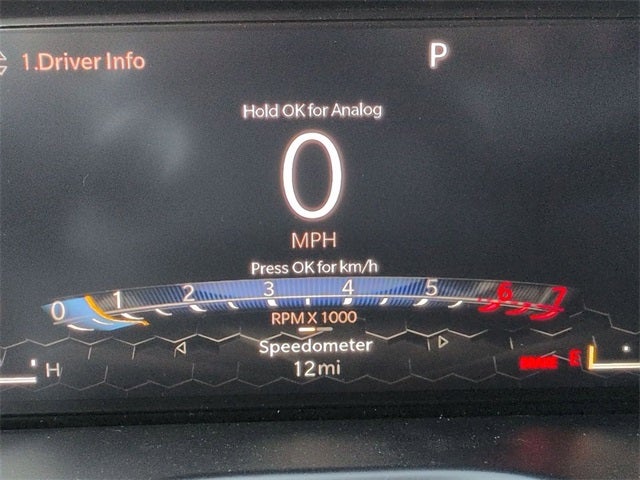 1.Driver Info
P
Hold OK for Analog
0
MPH
Press OK for km/h
0 1 2 3 4 5 6 7
RPM X 1000
Speedometer
12mi
H
E